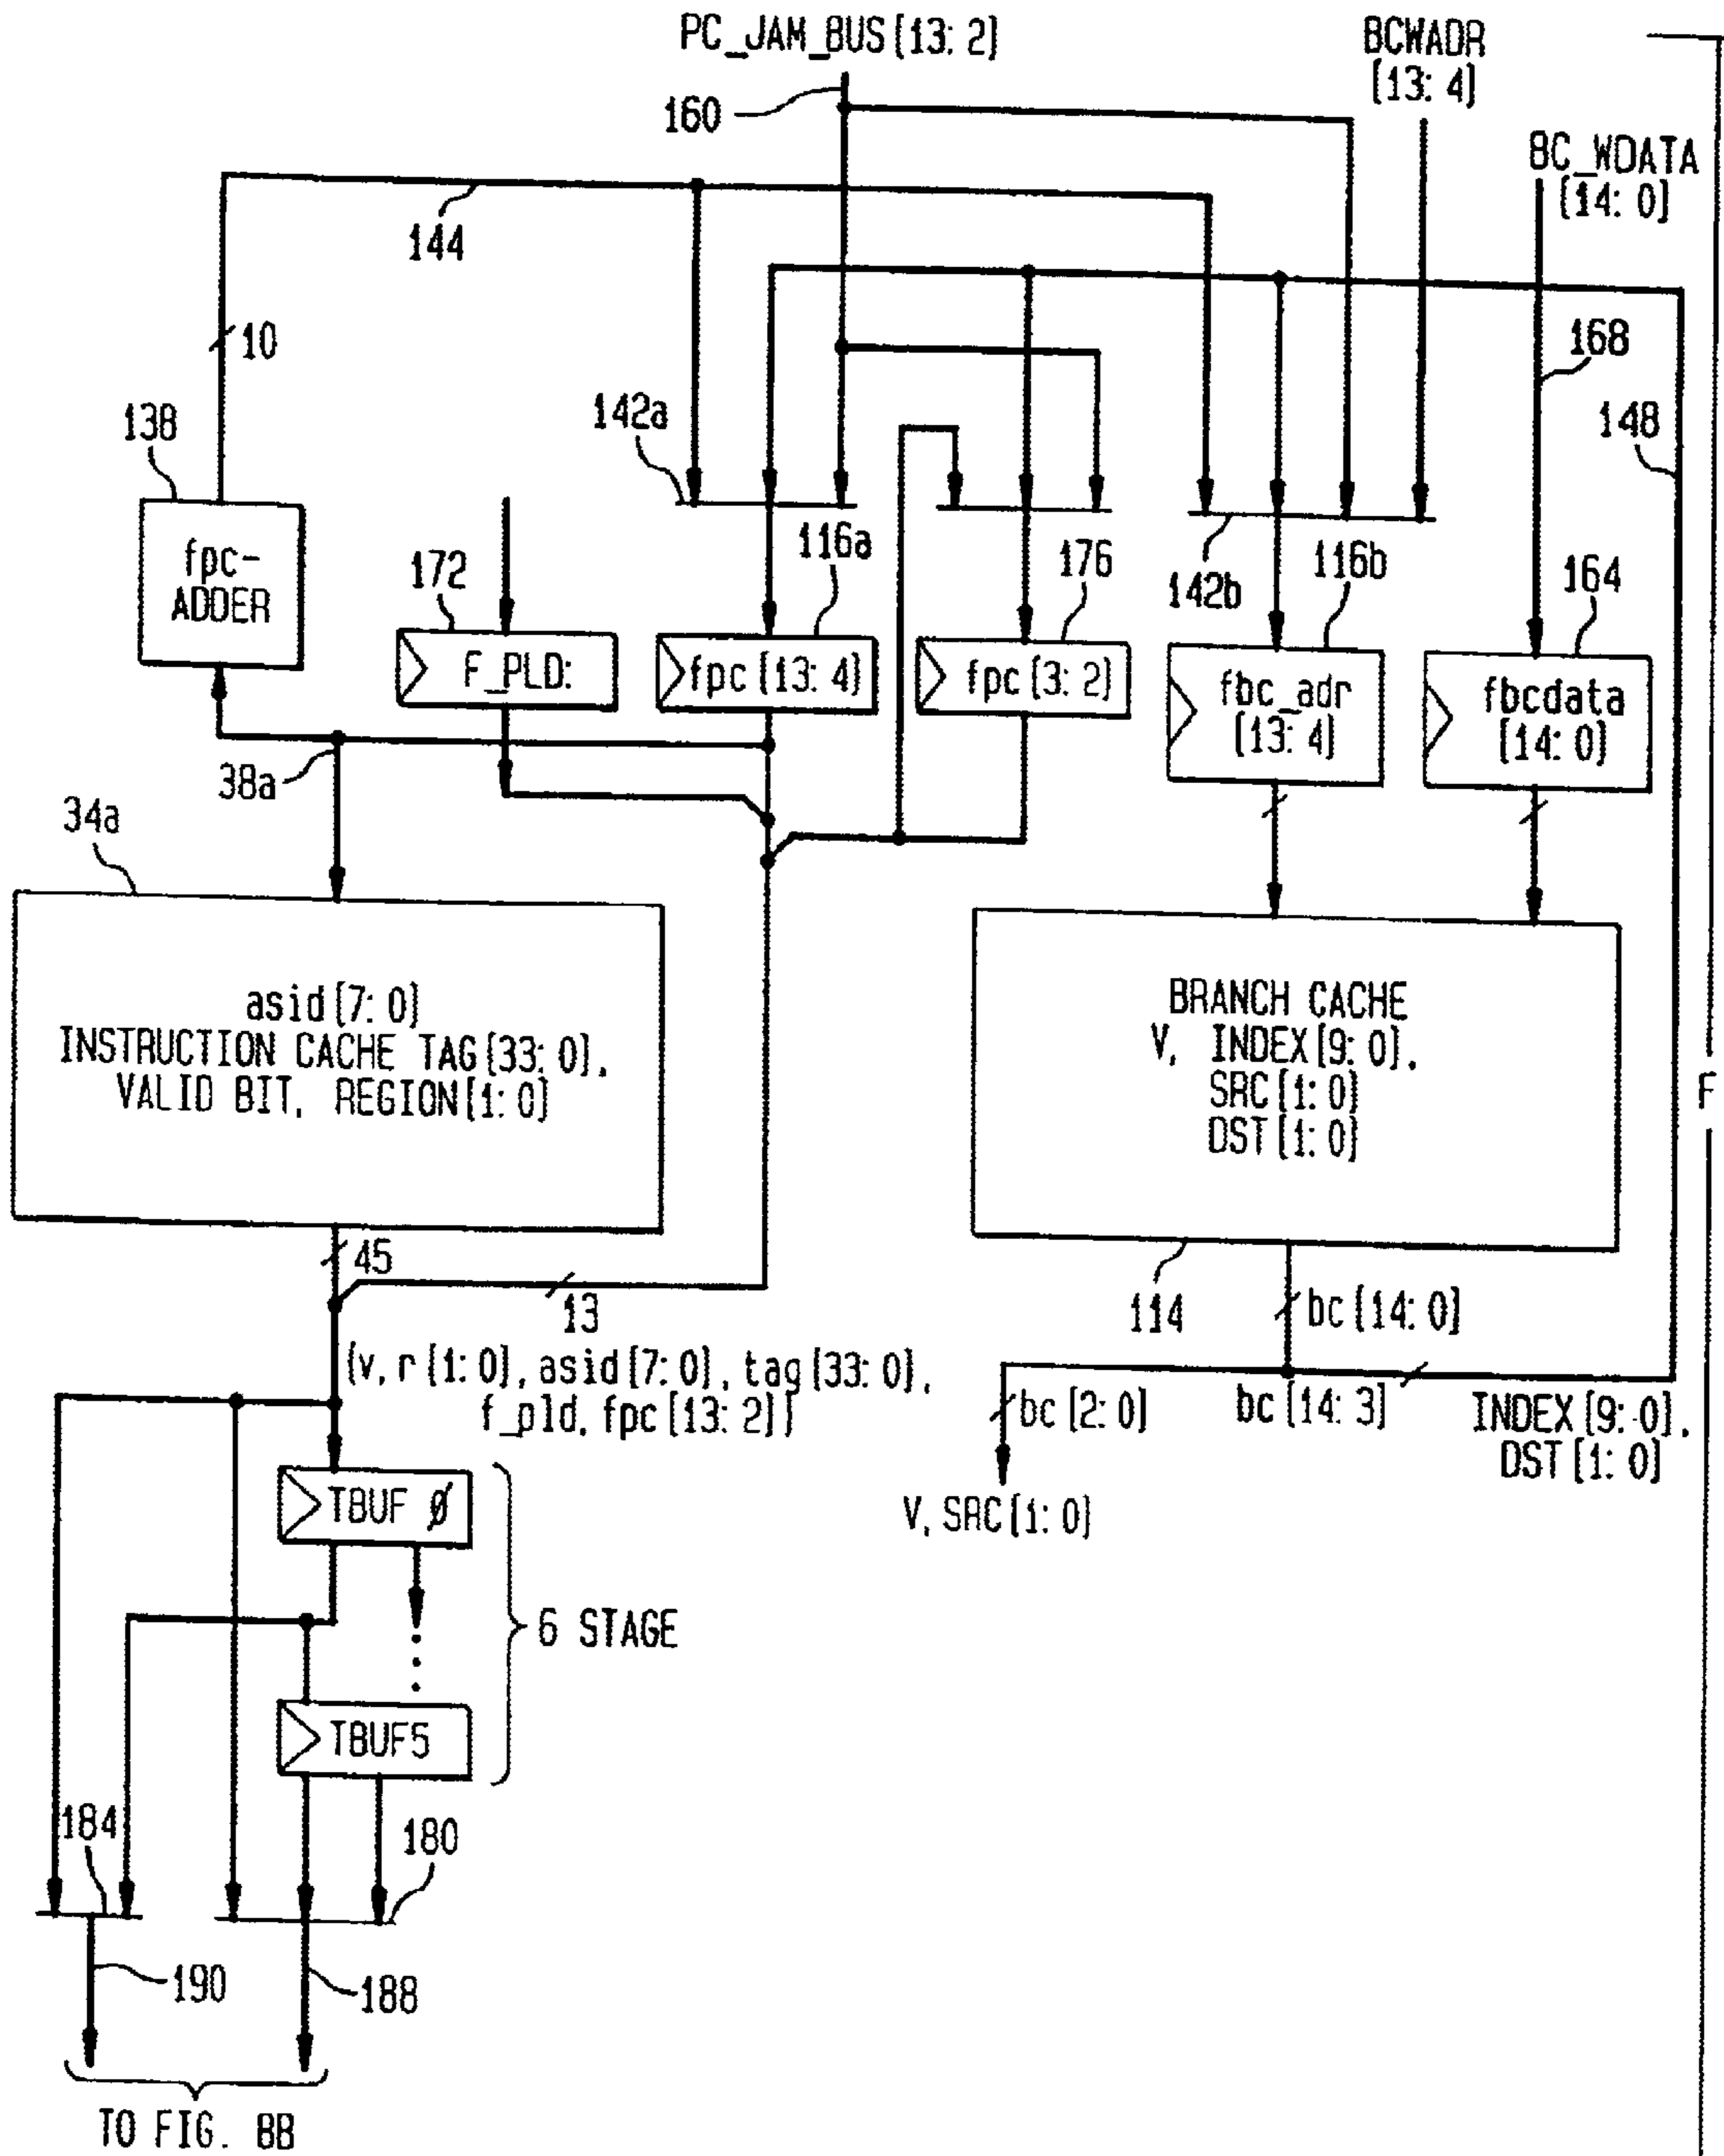 PC_JAM_BUS [13: 2]
BCWADR
[13: 4]
160
BC_WDATA
[14: 0]
144
10
168
138
142a
148
fpc-
ADDER
172
116a
176
142b
116b
164
F_PLD:
fpc [13: 4]
fpc [3: 2]
fbc_adr
[13: 4]
fbcdata
[14: 0]
38a
34a
asid [7: 0]
INSTRUCTION CACHE TAG [33: 0],
VALID BIT, REGION [1: 0]
BRANCH CACHE
V, INDEX [9: 0],
SRC [1: 0]
DST [1: 0]
F
45
13
114
bc [14: 0]
(v, r [1: 0], asid [7: 0], tag [33: 0],
f_pld, fpc [13: 2])
bc [2: 0]
bc [14: 3]
INDEX [9: 0],
DST [1: 0]
TBUF Ø
V, SRC [1: 0]
6 STAGE
TBUF5
184
180
190
188
TO FIG. 8B